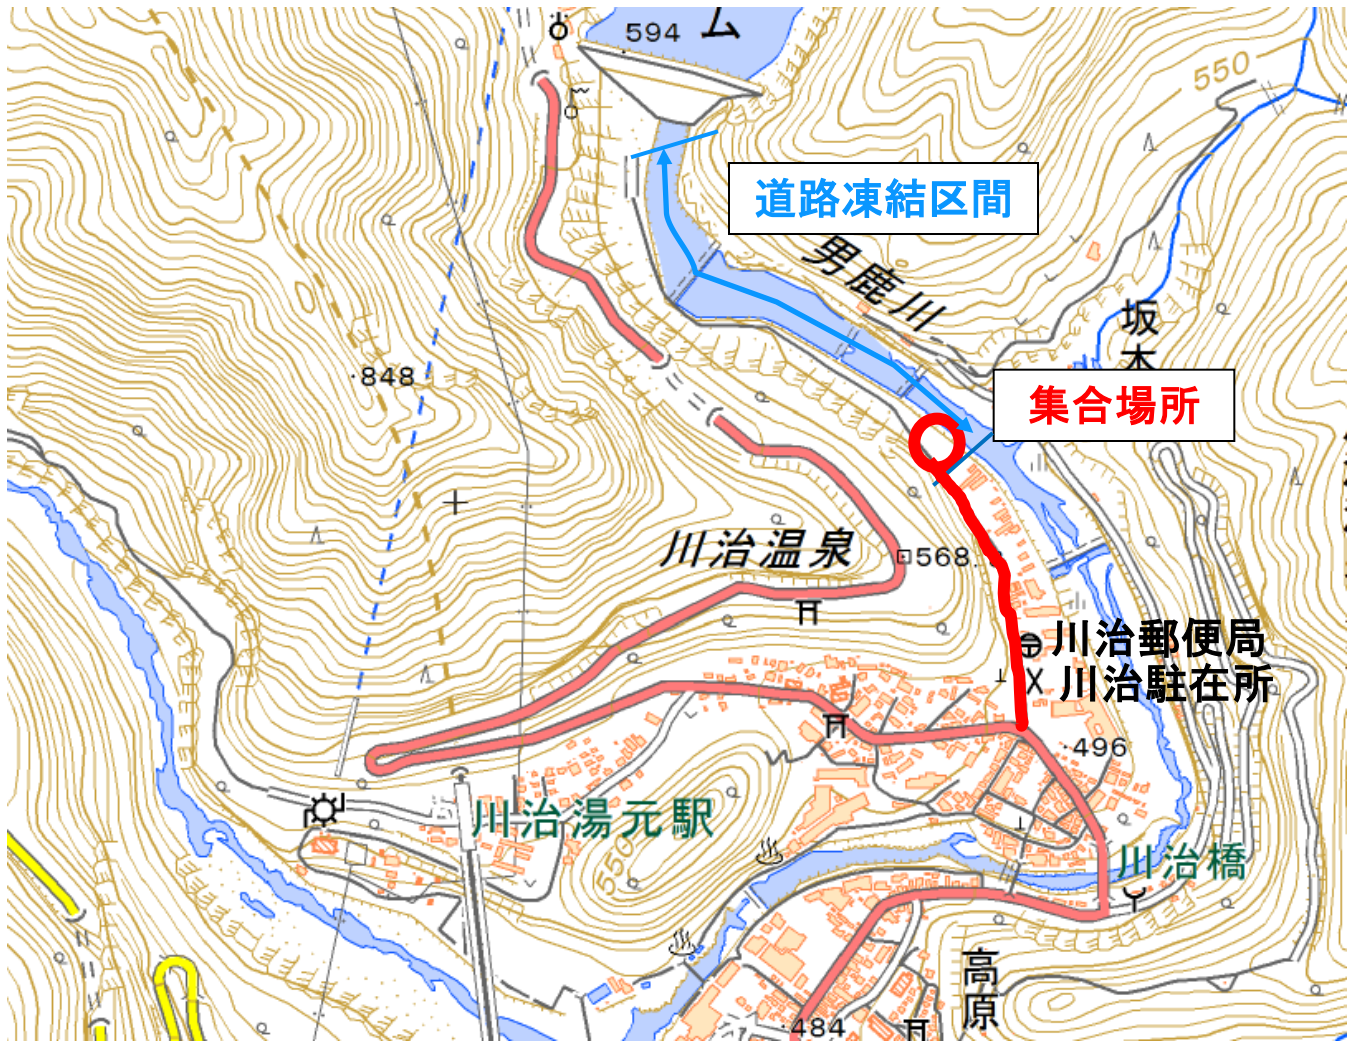 594
ム
550
道路凍結区間
男鹿川
坂本
848
集合場所
川治温泉
568.
川治郵便局
川治駐在所
496
川治湯元駅
550
川治橋
高原
484